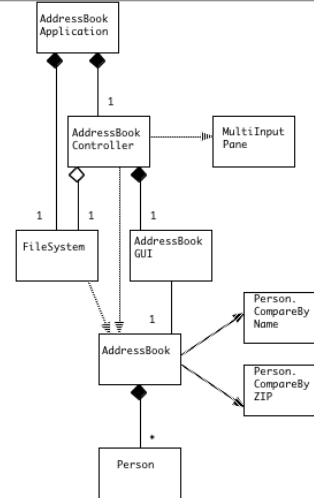 AddressBook
Application
1
AddressBook
Controller
MultiInput
Pane
1
1
1
FileSystem
AddressBook
GUI
1
Person.
CompareBy
Name
AddressBook
Person.
CompareBy
ZIP
*
Person